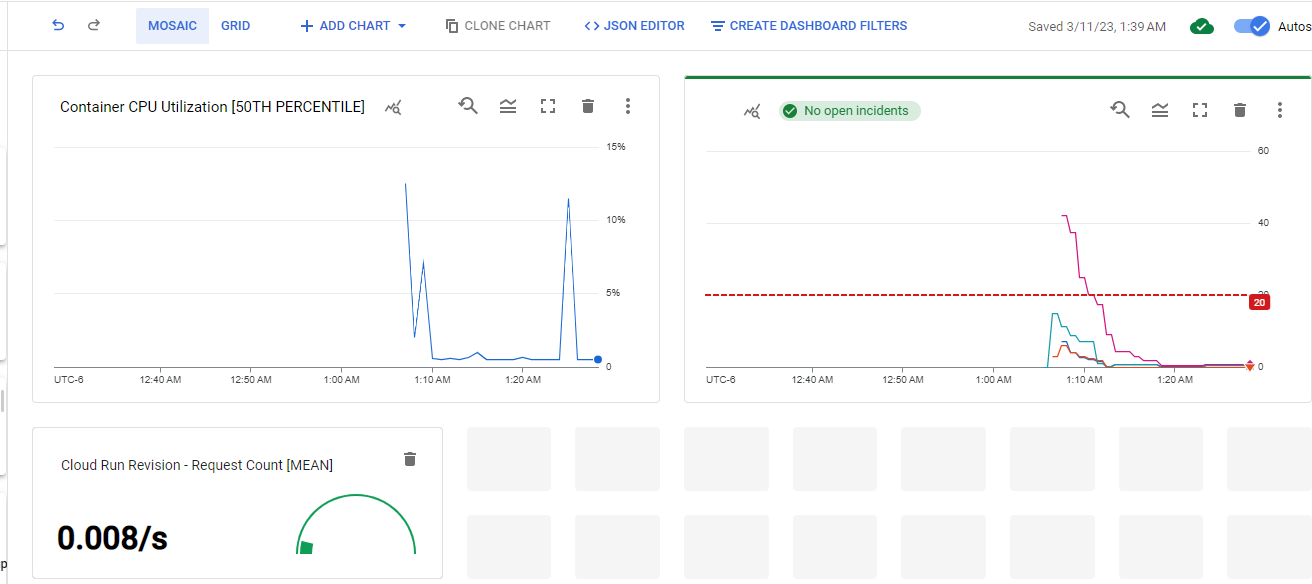 MOSAIC GRID ADD CHART CLONE CHART <> JSON EDITOR CREATE DASHBOARD FILTERS Saved 3/11/23, 1:39 AM Autos
Container CPU Utilization [50TH PERCENTILE]
15%
10%
5%
0
UTC-6 12:40 AM 12:50 AM 1:00 AM 1:10 AM 1:20 AM
No open incidents
60
40
20
0
UTC-6 12:40 AM 12:50 AM 1:00 AM 1:10 AM 1:20 AM
Cloud Run Revision - Request Count [MEAN]
0.008/s
p